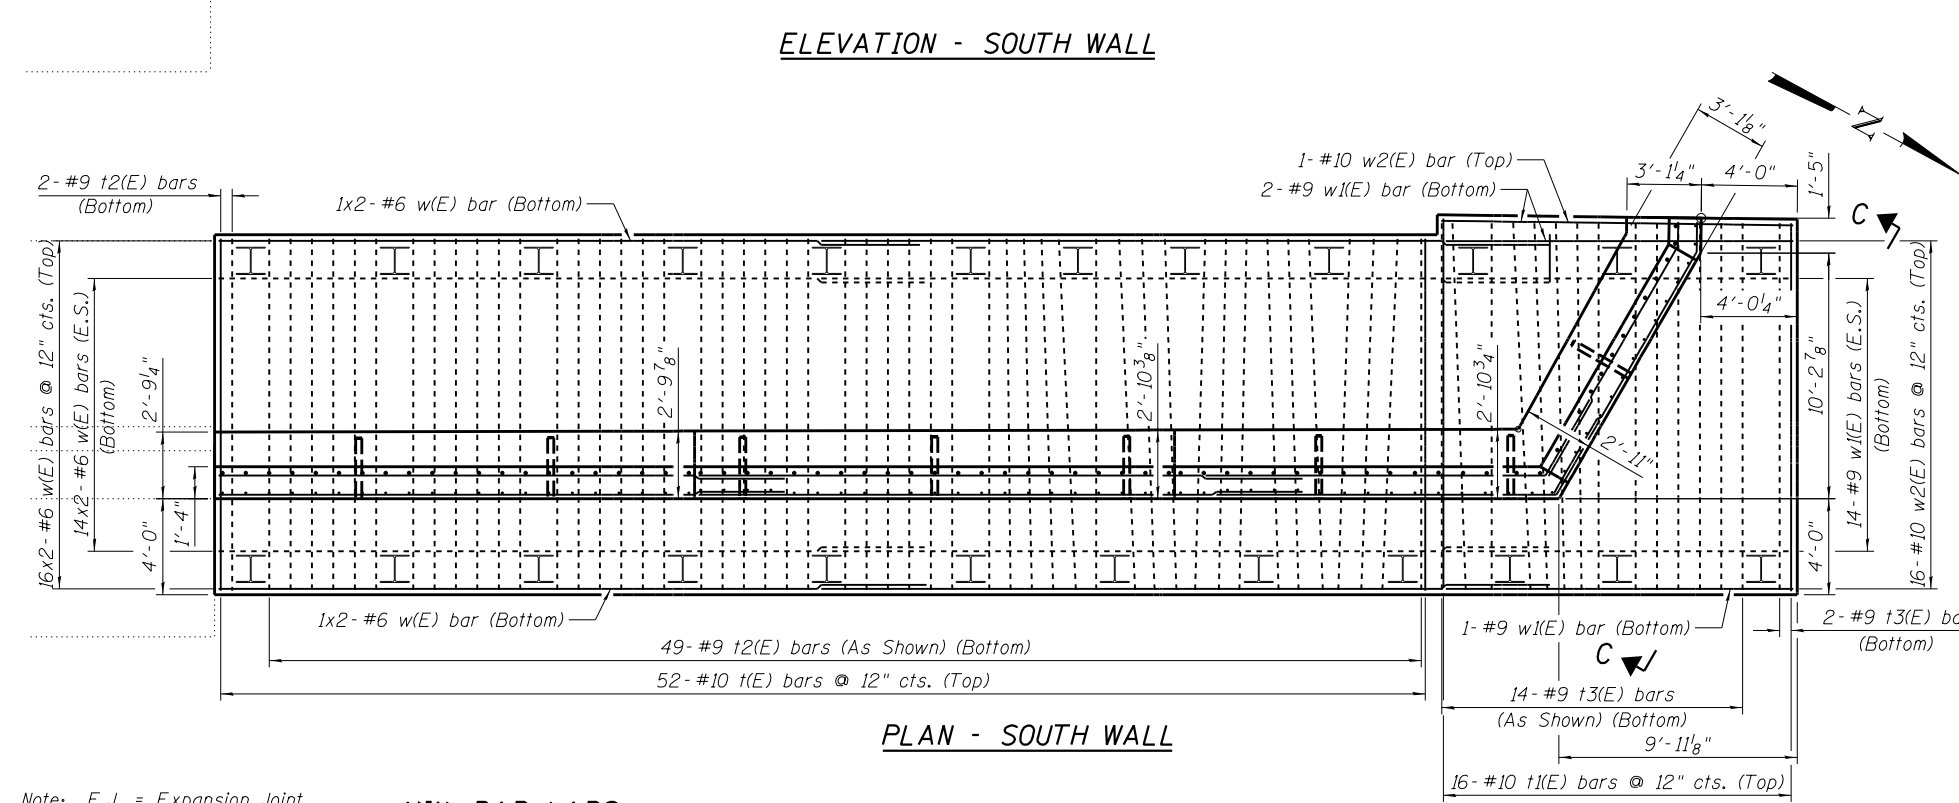 ELEVATION - SOUTH WALL
3'-1⅛"
N
1-#10 w2(E) bar (Top)
3'-1¼"
4'-0"
1'-5"
2-#9 t2(E) bars
(Bottom)
1x2-#6 w(E) bar (Bottom)
2-#9 w1(E) bar (Bottom)
C
16x2-#6 w(E) bars @ 12" cts. (Top)
14x2-#6 w(E) bars (E.S.)
(Bottom)
2'-9¼"
4'-0"
1'-4"
2'-9⅞"
2'-10⅜"
2'-10¾"
2'-11"
4'-0¼"
10'-2⅞"
4'-0"
14-#9 w1(E) bars (E.S.)
(Bottom)
16-#10 w2(E) bars @ 12" cts. (Top)
1x2-#6 w(E) bar (Bottom)
1-#9 w1(E) bar (Bottom)
2-#9 t3(E) ba
(Bottom)
49-#9 t2(E) bars (As Shown) (Bottom)
C
52-#10 t(E) bars @ 12" cts. (Top)
14-#9 t3(E) bars
(As Shown) (Bottom)
PLAN - SOUTH WALL
9'-11⅛"
16-#10 t1(E) bars @ 12" cts. (Top)
Note: E.J. = Expansion Joint